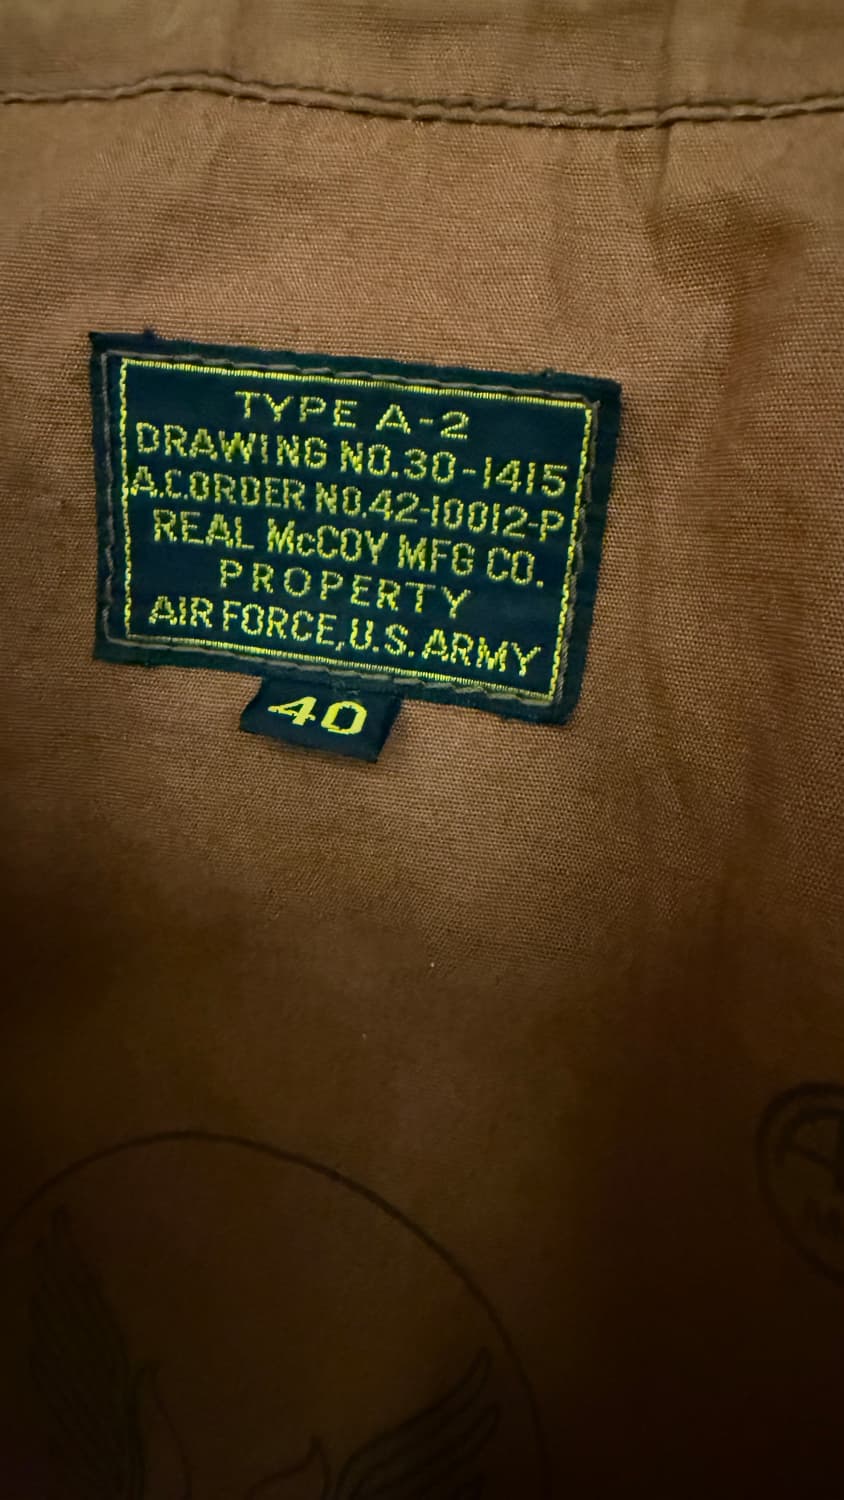 TYPE A-2
DRAWING NO.30-1415
A.C.ORDER NO.42-10012-P
REAL McCOY MFG CO.
PROPERTY
AIR FORCE,U.S. ARMY
40